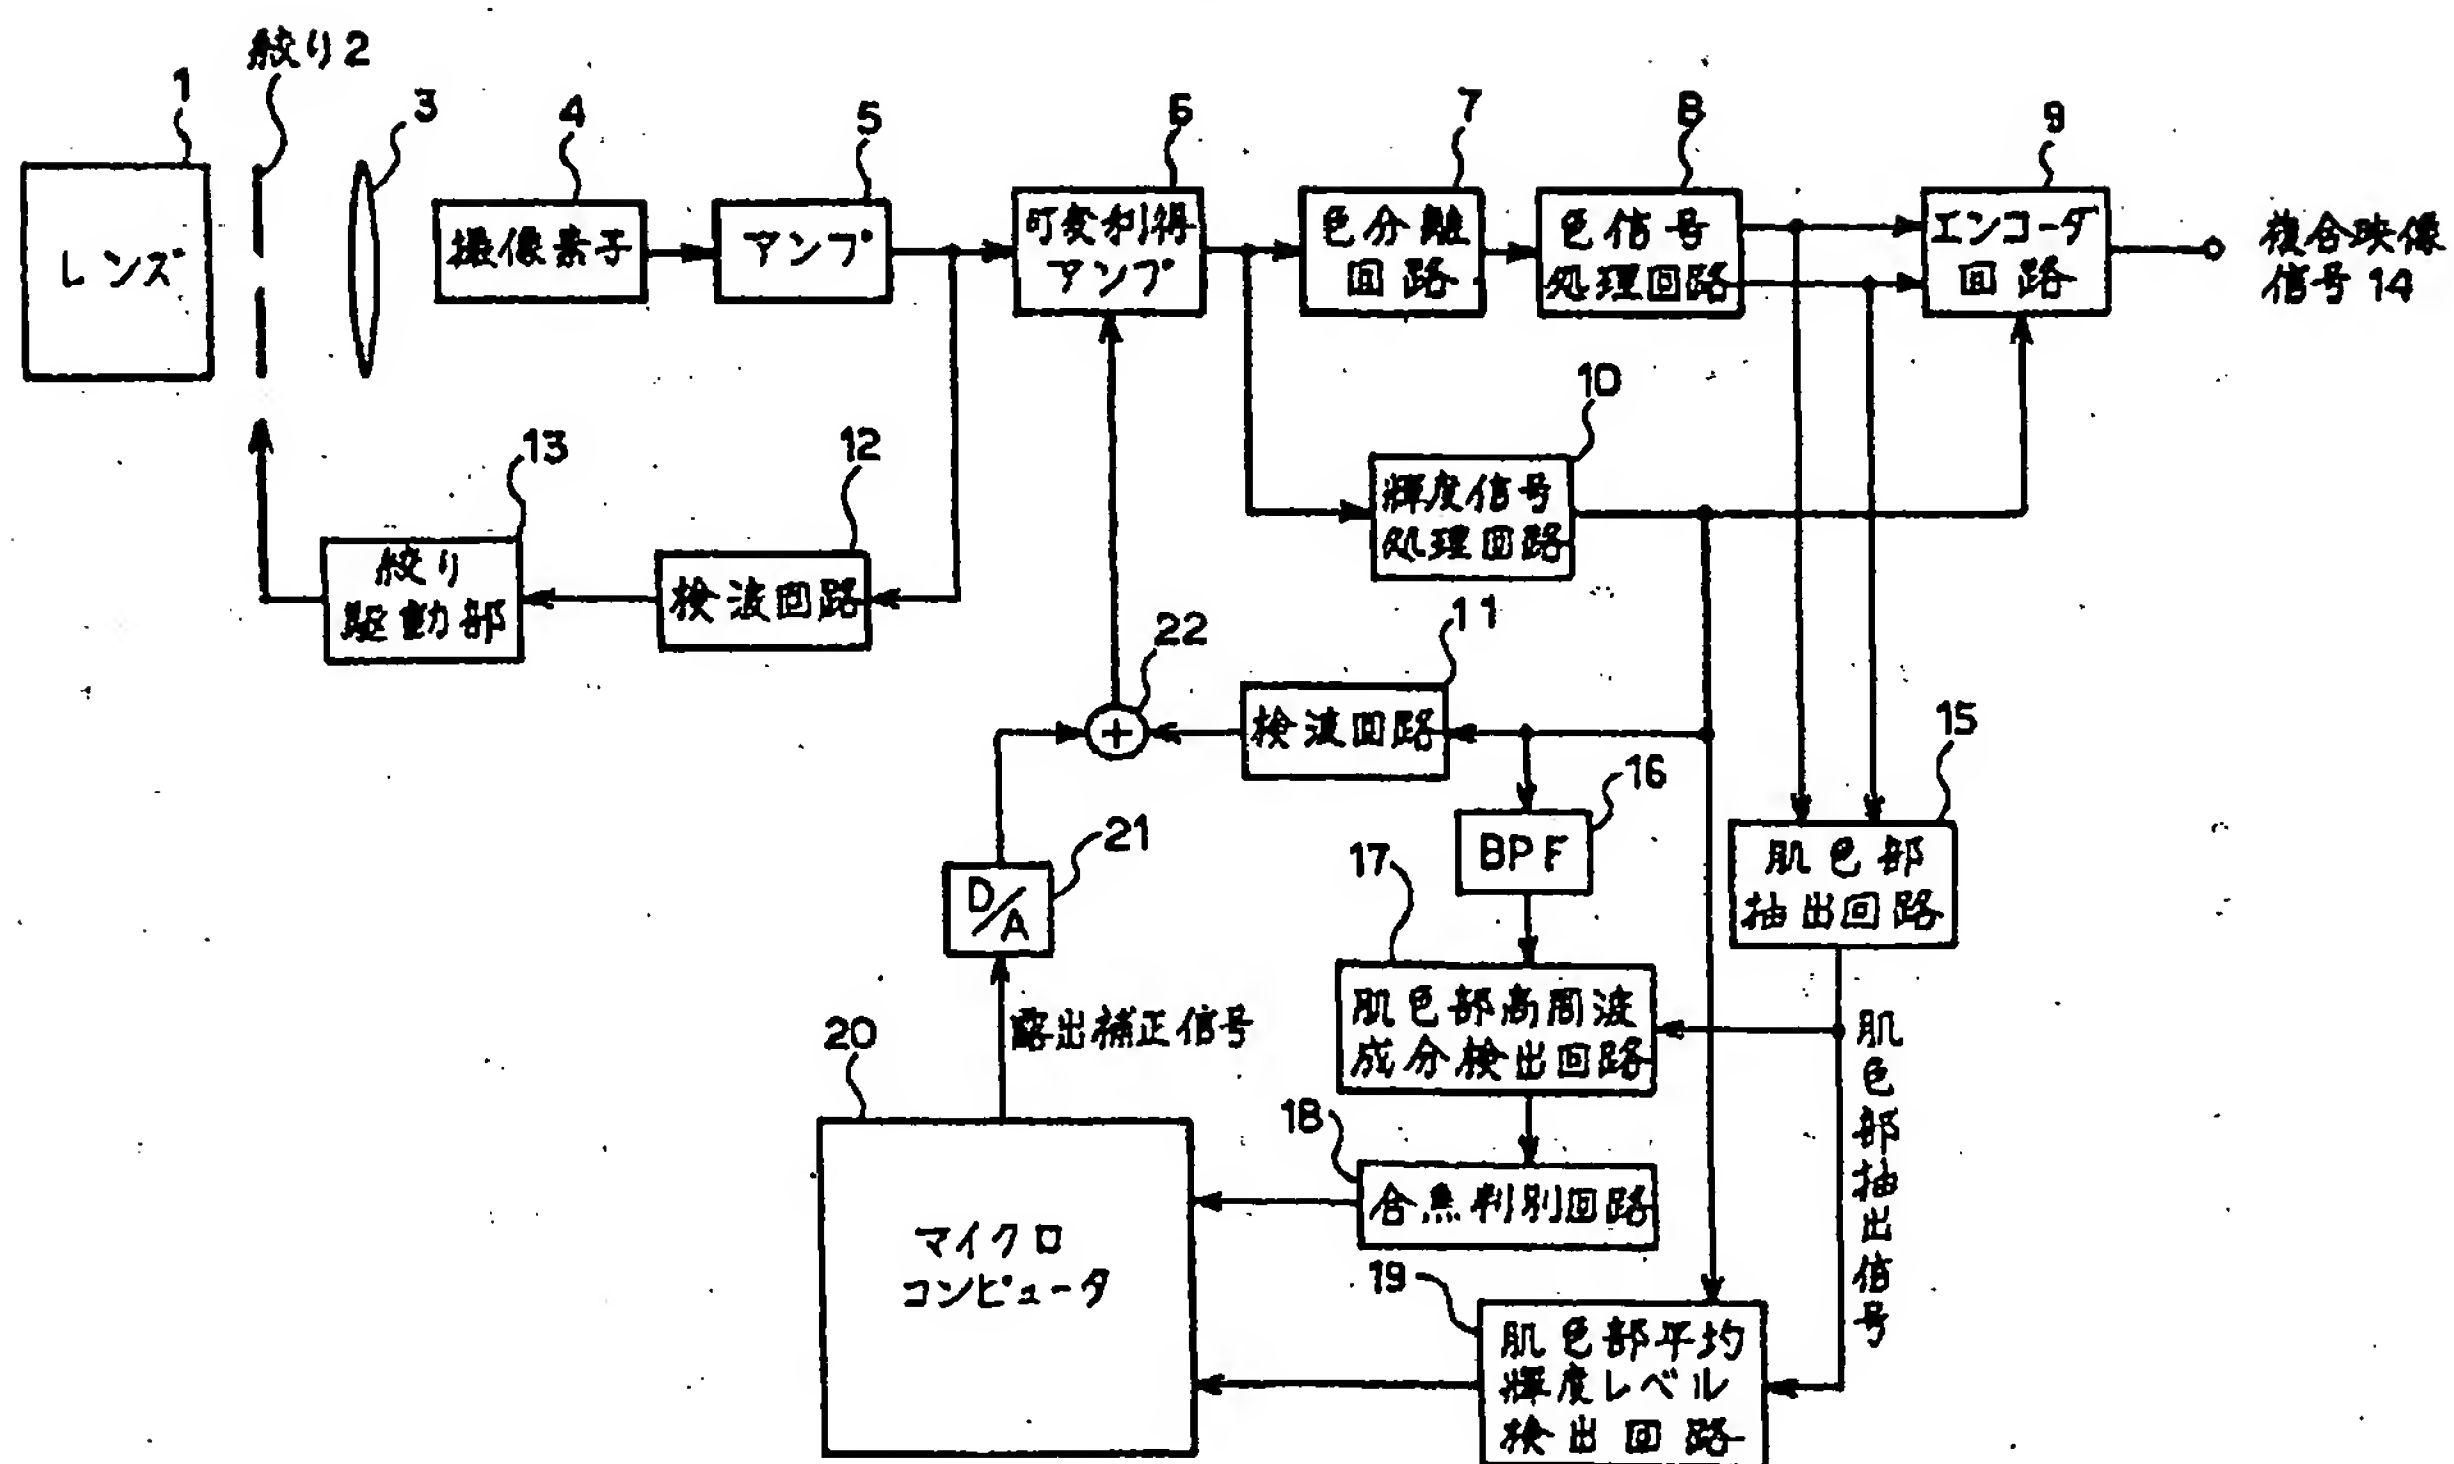 絞り2
1
3
4
5
6
7
8
9
レンズ
撮像素子
アンプ
可変利得
アンプ
色分離
回路
色信号
処理回路
エンコーダ
回路
複合映像
信号14
10
輝度信号
処理回路
13
12
絞り
駆動部
検波回路
22
11
検波回路
15
16
BPF
肌色部
抽出回路
21
D/A
17
肌色部高周波
成分検出回路
露出補正信号
20
肌色部抽出信号
18
合焦判別回路
マイクロ
コンピュータ
19
肌色部平均
輝度レベル
検出回路